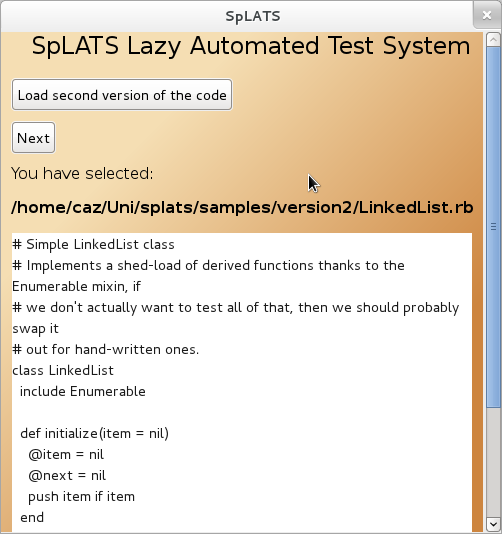 SpLATS
SpLATS Lazy Automated Test System
Load second version of the code
Next
You have selected:
/home/caz/Uni/splats/samples/version2/LinkedList.rb
# Simple LinkedList class
# Implements a shed-load of derived functions thanks to the
Enumerable mixin, if
# we don't actually want to test all of that, then we should probably
swap it
# out for hand-written ones.
class LinkedList
  include Enumerable

  def initialize(item = nil)
    @item = nil
    @next = nil
    push item if item
  end